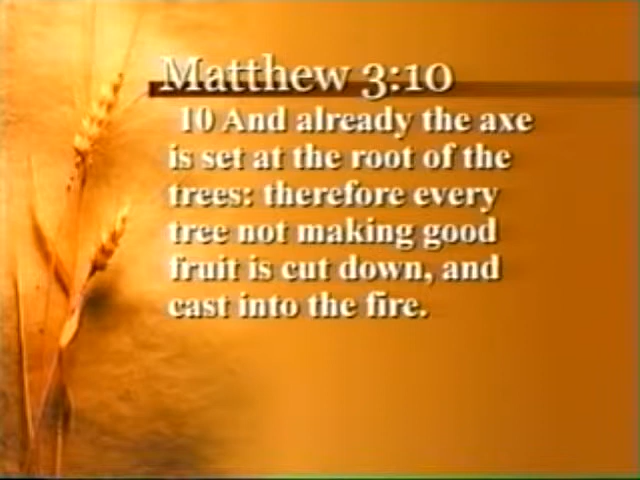 Matthew 3:10
10 And already the axe
is set at the root of the
trees: therefore every
tree not making good
fruit is cut down, and
cast into the fire.